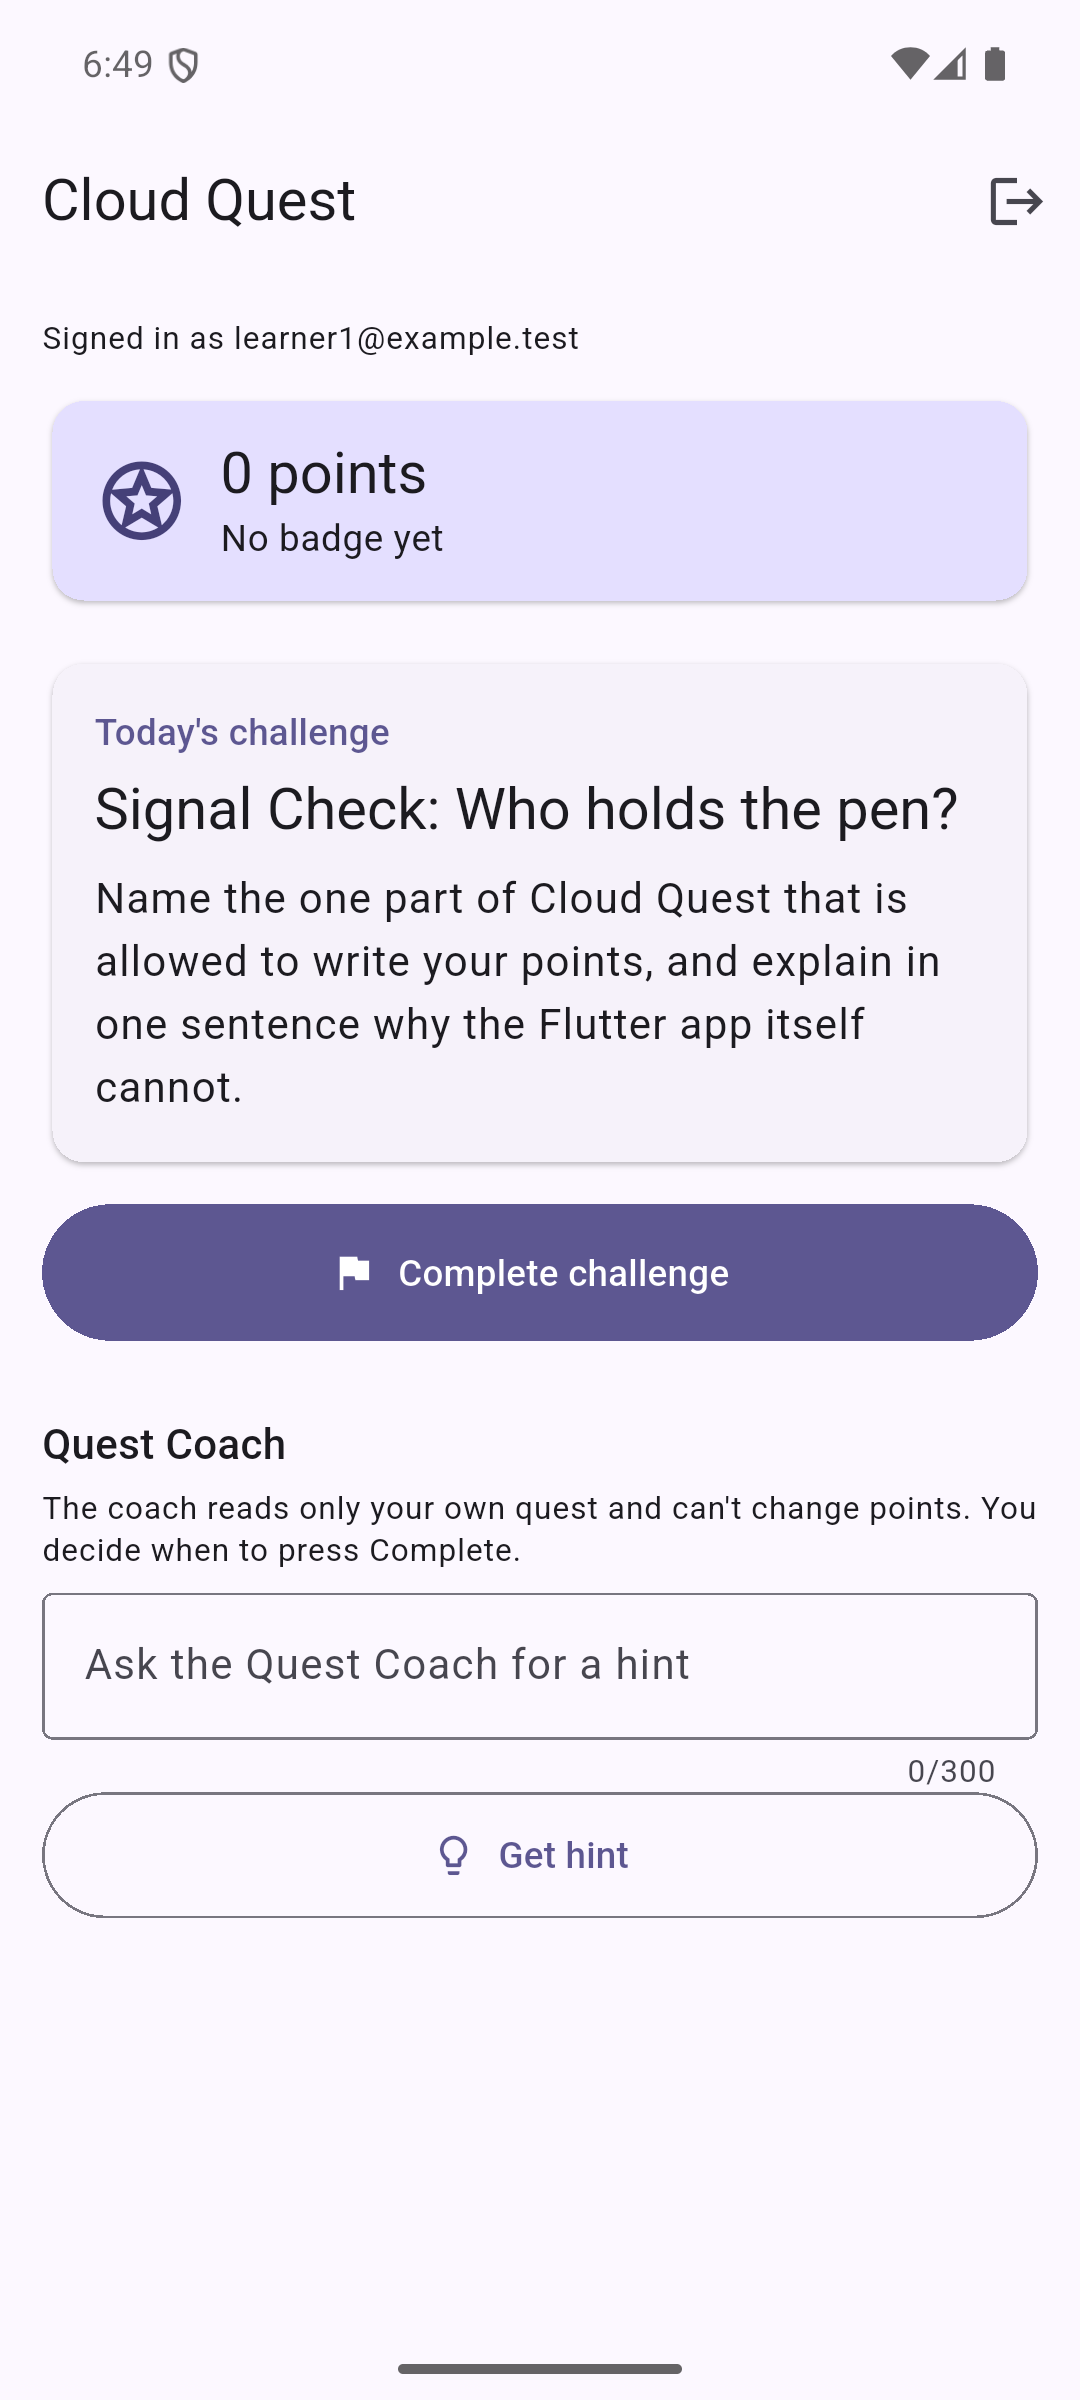 6:49
Cloud Quest
Signed in as learner1@example.test
0 points
No badge yet
Today's challenge
Signal Check: Who holds the pen?
Name the one part of Cloud Quest that is
allowed to write your points, and explain in
one sentence why the Flutter app itself
cannot.
Complete challenge
Quest Coach
The coach reads only your own quest and can't change points. You
decide when to press Complete.
Ask the Quest Coach for a hint
0/300
Get hint